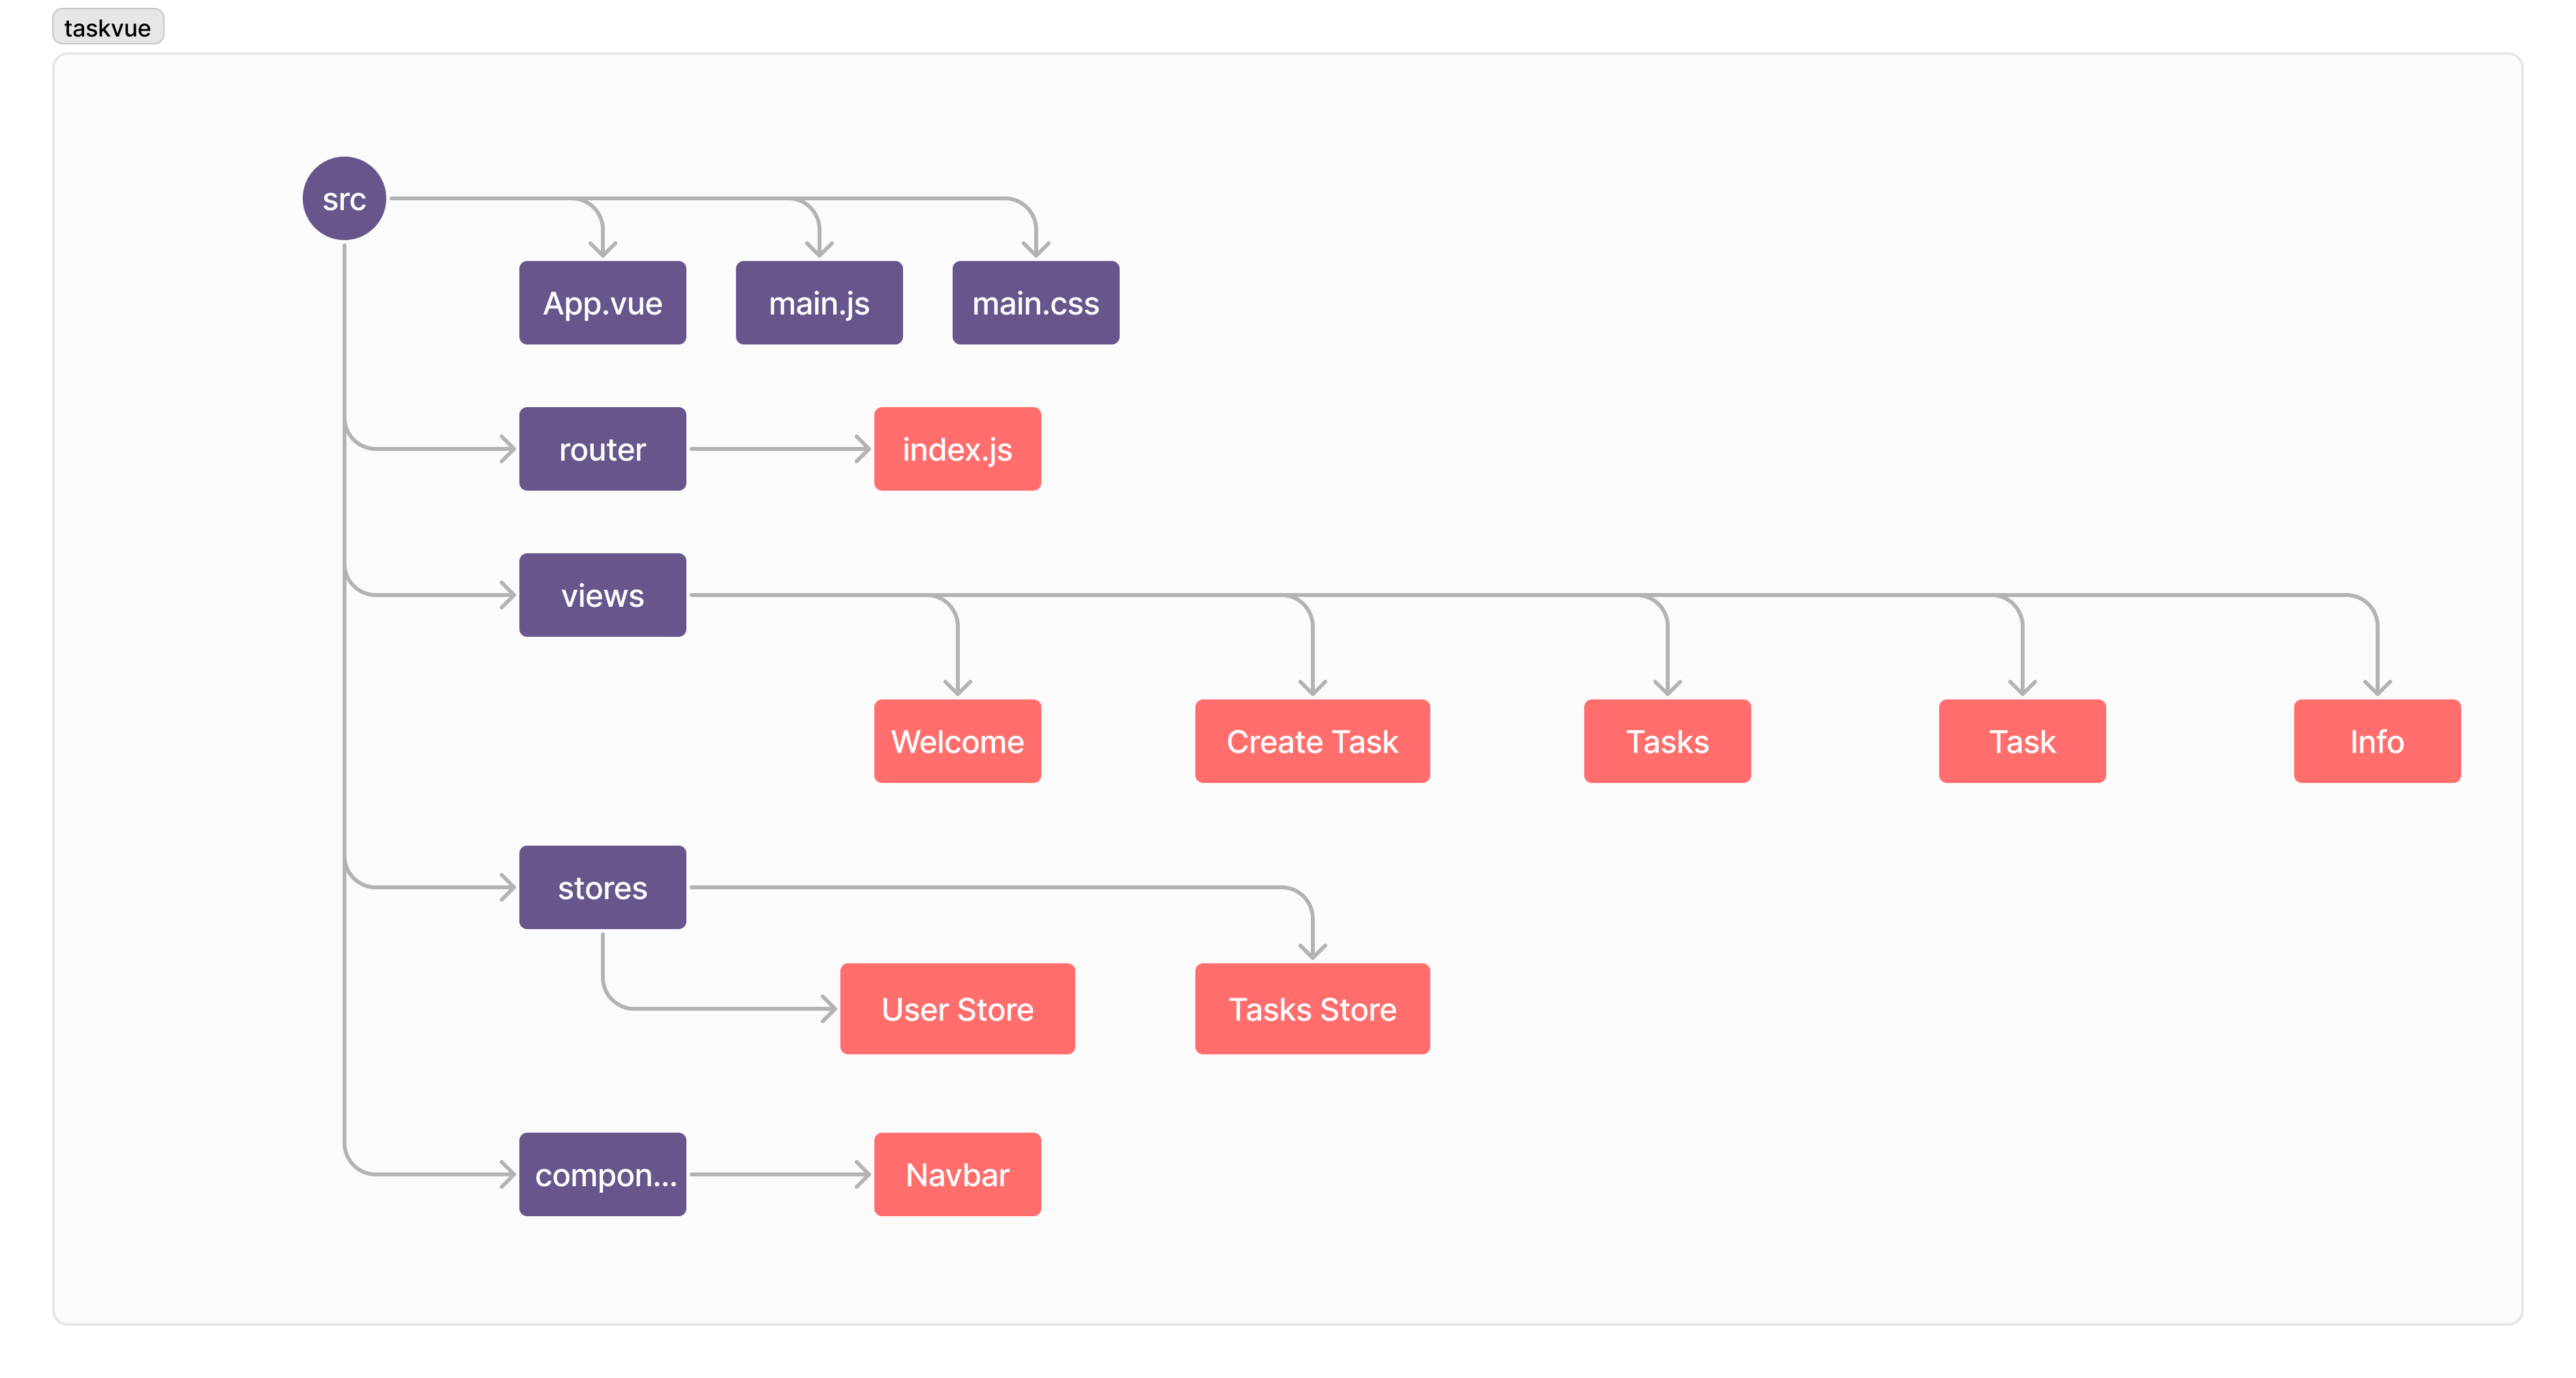 taskvue
src
App.vue
main.js
main.css
router
index.js
views
Welcome
Create Task
Tasks
Task
Info
stores
User Store
Tasks Store
compon...
Navbar